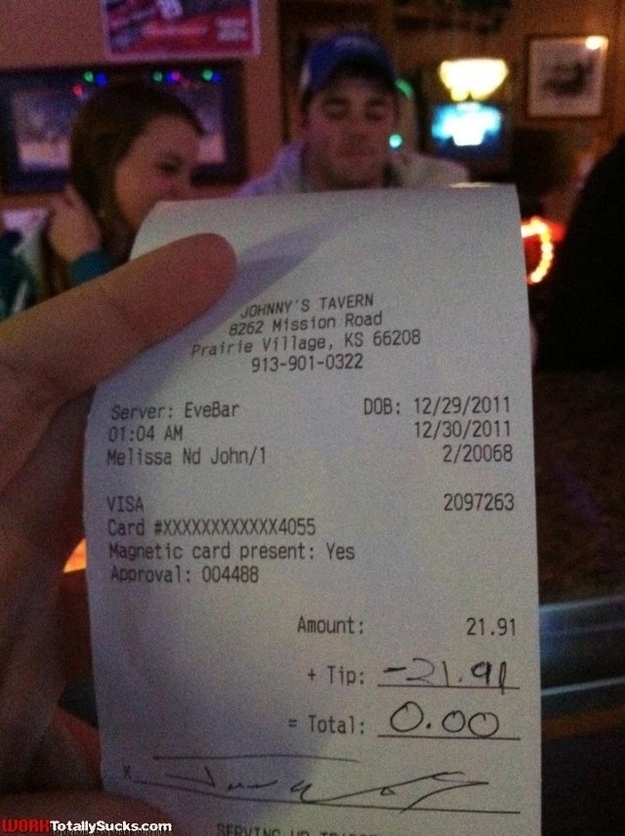 JOHNNY'S TAVERN
8262 Mission Road
Prairie Village, KS 66208
913-901-0322
Server: EveBar DOB: 12/29/2011
01:04 AM 12/30/2011
Melissa Nd John/1 2/20068
VISA 2097263
Card #XXXXXXXXXXXX4055
Magnetic card present: Yes
Approval: 004488
Amount: 21.91
+ Tip: -21.91
= Total: 0.00
X
SERVING UP
WORKTotallySucks.com